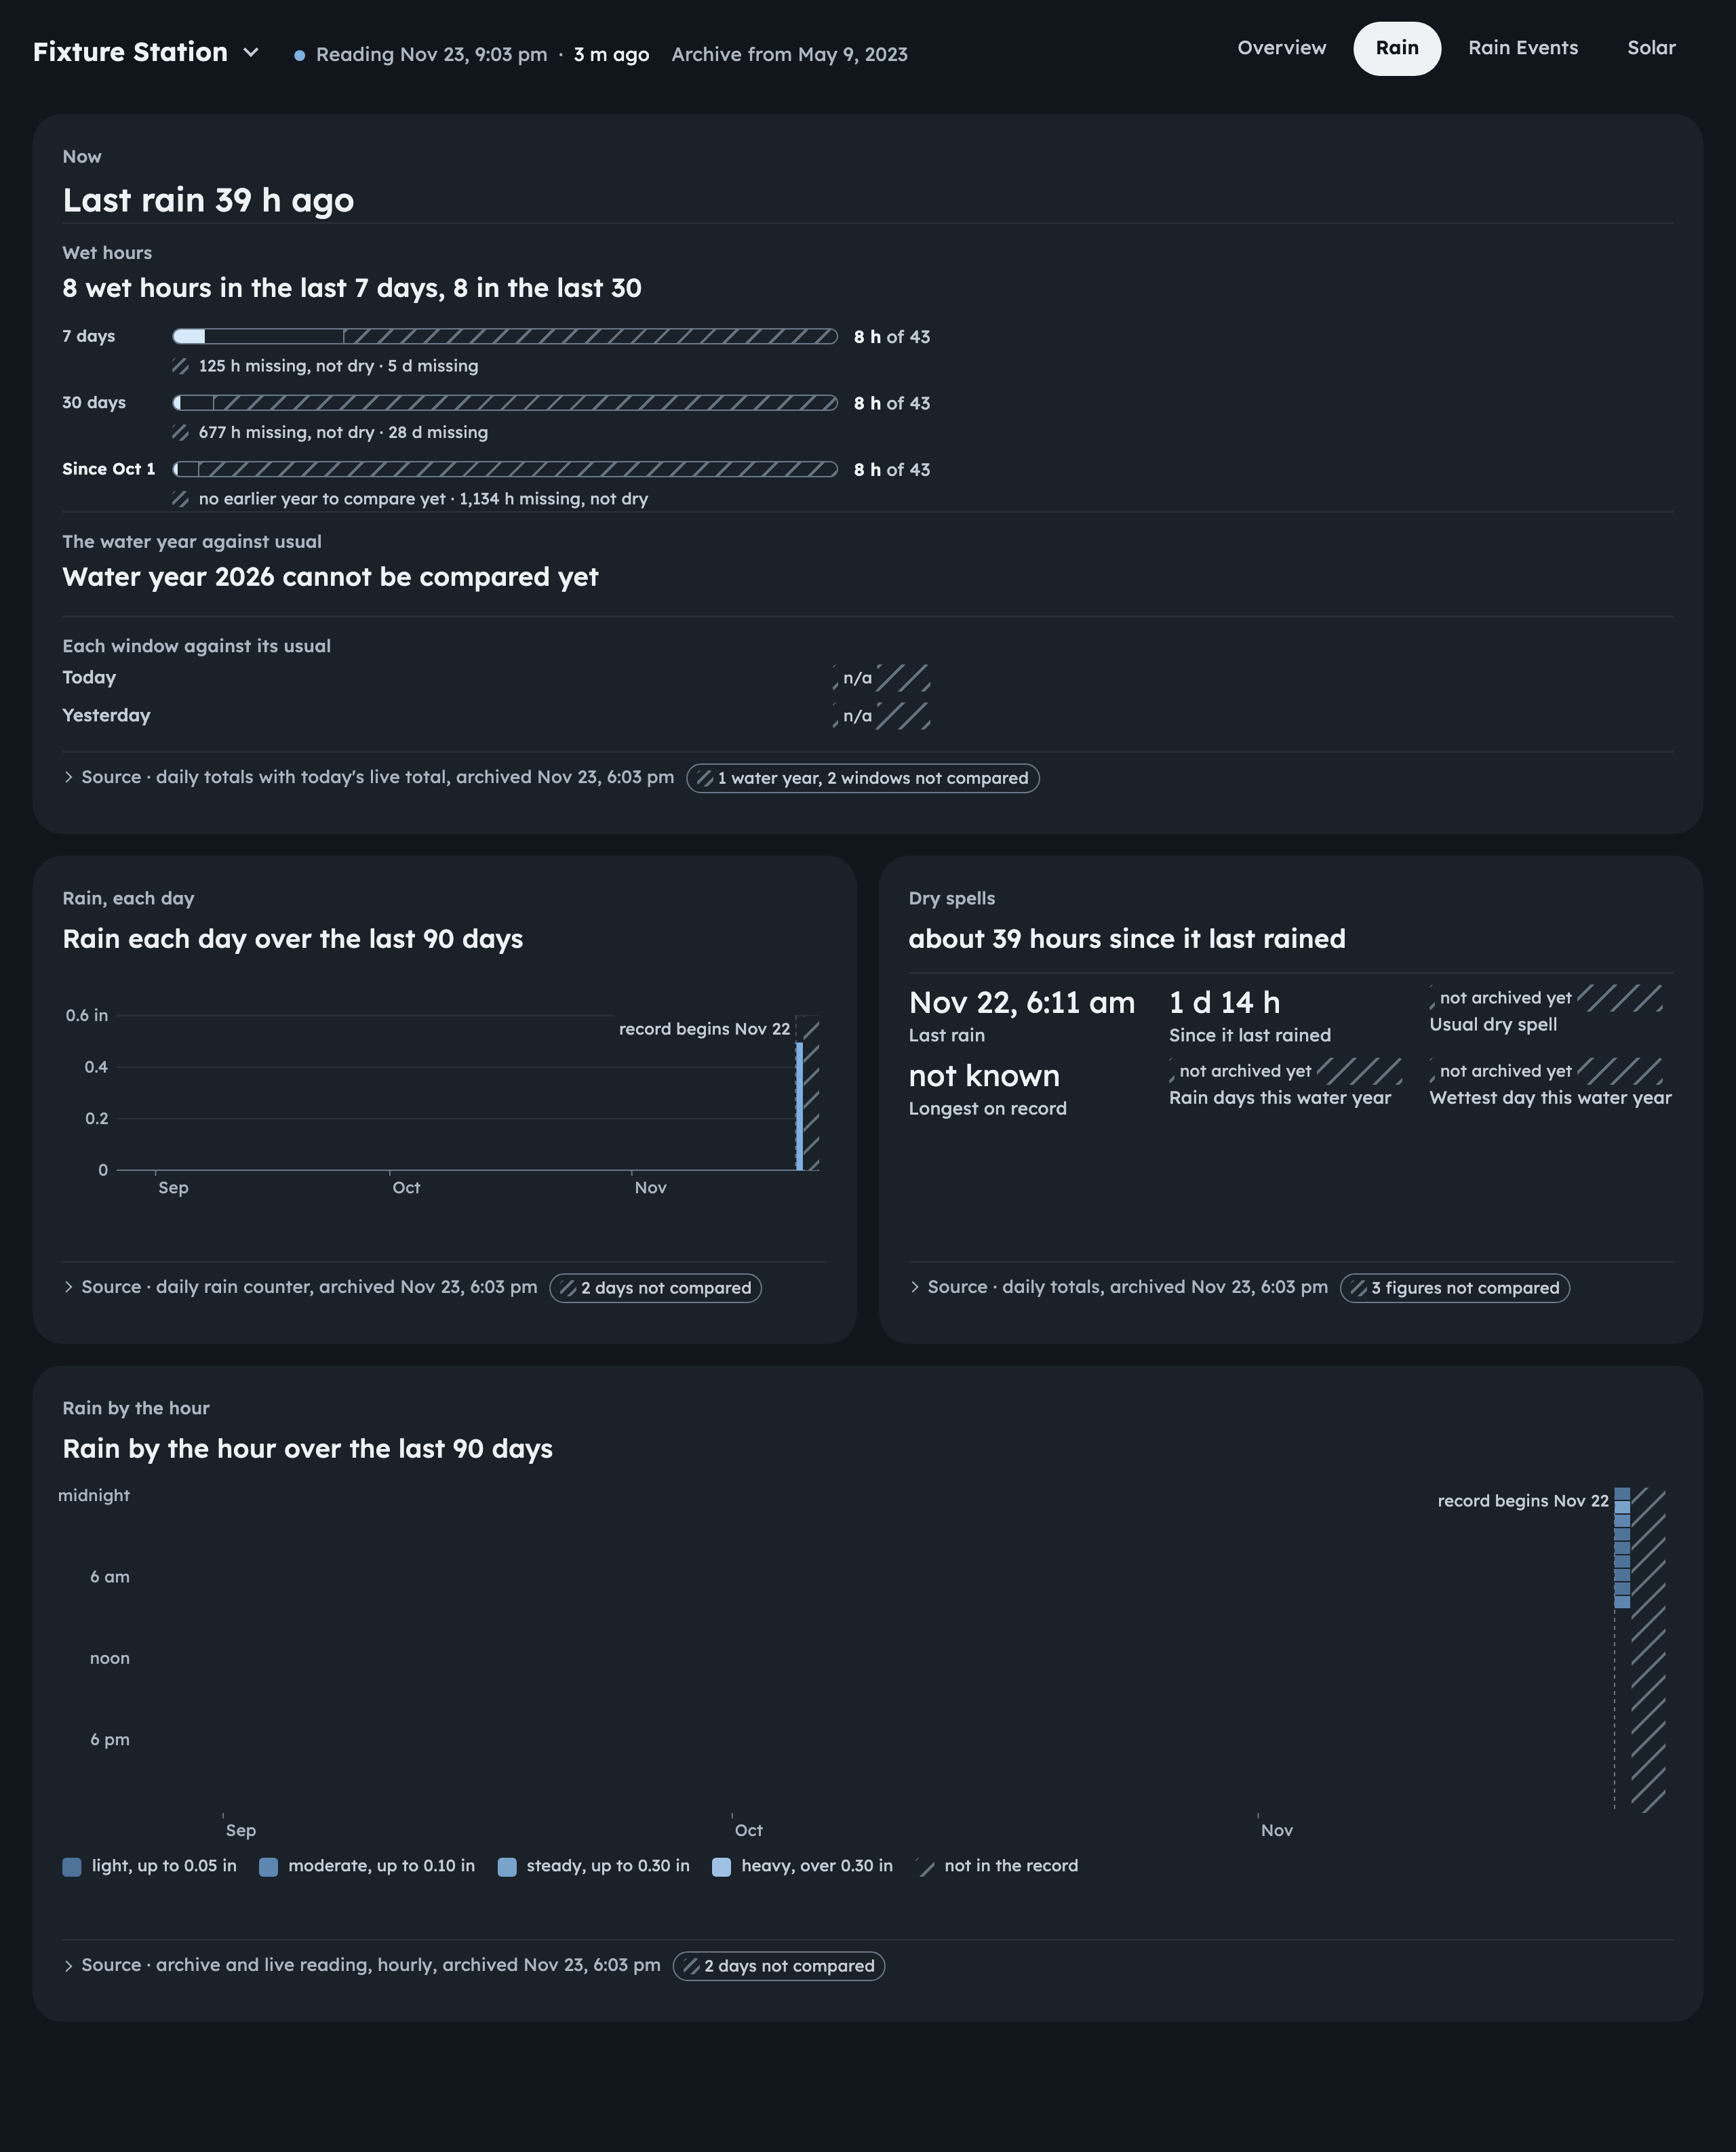 Fixture Station
Reading Nov 23, 9:03 pm · 3 m ago Archive from May 9, 2023
Overview Rain Rain Events Solar
Now
Last rain 39 h ago
Wet hours
8 wet hours in the last 7 days, 8 in the last 30
7 days 8 h of 43
125 h missing, not dry · 5 d missing
30 days 8 h of 43
677 h missing, not dry · 28 d missing
Since Oct 1 8 h of 43
no earlier year to compare yet · 1,134 h missing, not dry
The water year against usual
Water year 2026 cannot be compared yet
Each window against its usual
Today n/a
Yesterday n/a
Source · daily totals with today's live total, archived Nov 23, 6:03 pm 1 water year, 2 windows not compared
Rain, each day
Rain each day over the last 90 days
0.6 in
record begins Nov 22
0.4
0.2
0
Sep Oct Nov
Source · daily rain counter, archived Nov 23, 6:03 pm 2 days not compared
Dry spells
about 39 hours since it last rained
Nov 22, 6:11 am
Last rain
1 d 14 h
Since it last rained
not archived yet
Usual dry spell
not known
Longest on record
not archived yet
Rain days this water year
not archived yet
Wettest day this water year
Source · daily totals, archived Nov 23, 6:03 pm 3 figures not compared
Rain by the hour
Rain by the hour over the last 90 days
midnight
record begins Nov 22
6 am
noon
6 pm
Sep Oct Nov
light, up to 0.05 in moderate, up to 0.10 in steady, up to 0.30 in heavy, over 0.30 in not in the record
Source · archive and live reading, hourly, archived Nov 23, 6:03 pm 2 days not compared